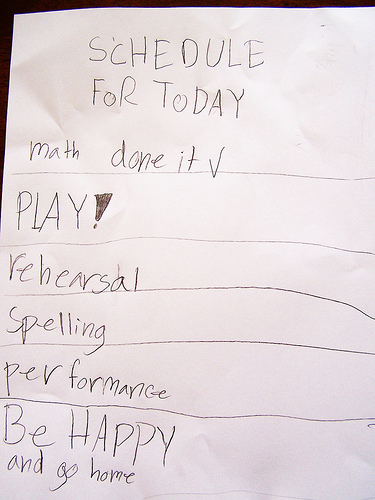 SCHEDULE
FOR TODAY
math done it √
PLAY!
rehearsal
Spelling
performance
Be HAPPY
and go home